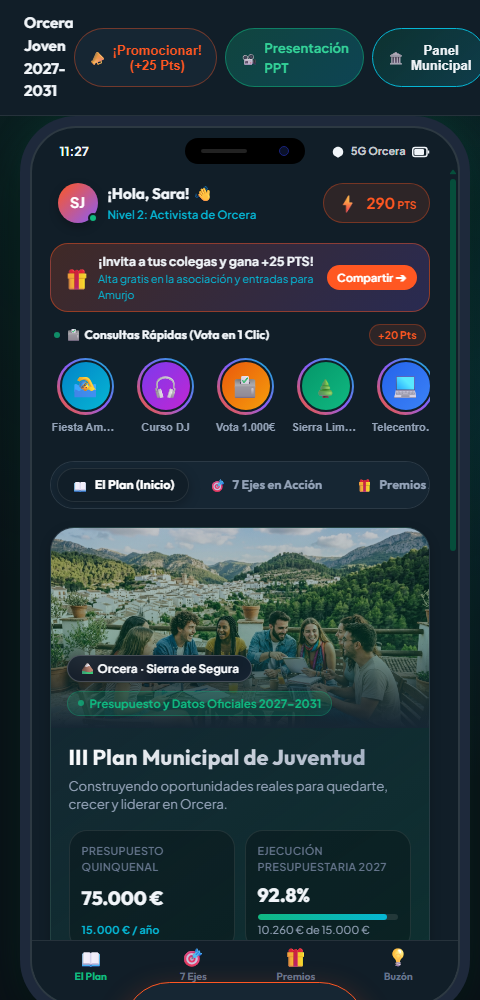 Orcera
Joven
2027-
2031
¡Promocionar!
(+25 Pts)
Presentación
PPT
Panel
Municipal
11:27
5G Orcera
SJ
¡Hola, Sara! 👋
Nivel 2: Activista de Orcera
290 PTS
¡Invita a tus colegas y gana +25 PTS!
Alta gratis en la asociación y entradas para
Amurjo
Compartir ➔
Consultas Rápidas (Vota en 1 Clic)
+20 Pts
Fiesta Am...
Curso DJ
Vota 1.000€
Sierra Lim...
Telecentro.
El Plan (Inicio)
7 Ejes en Acción
Premios
Orcera · Sierra de Segura
Presupuesto y Datos Oficiales 2027–2031
III Plan Municipal de Juventud
Construyendo oportunidades reales para quedarte,
crecer y liderar en Orcera.
PRESUPUESTO
QUINQUENAL
75.000 €
15.000 € / año
EJECUCIÓN
PRESUPUESTARIA 2027
92.8%
10.260 € de 15.000 €
El Plan
7 Ejes
Premios
Buzón